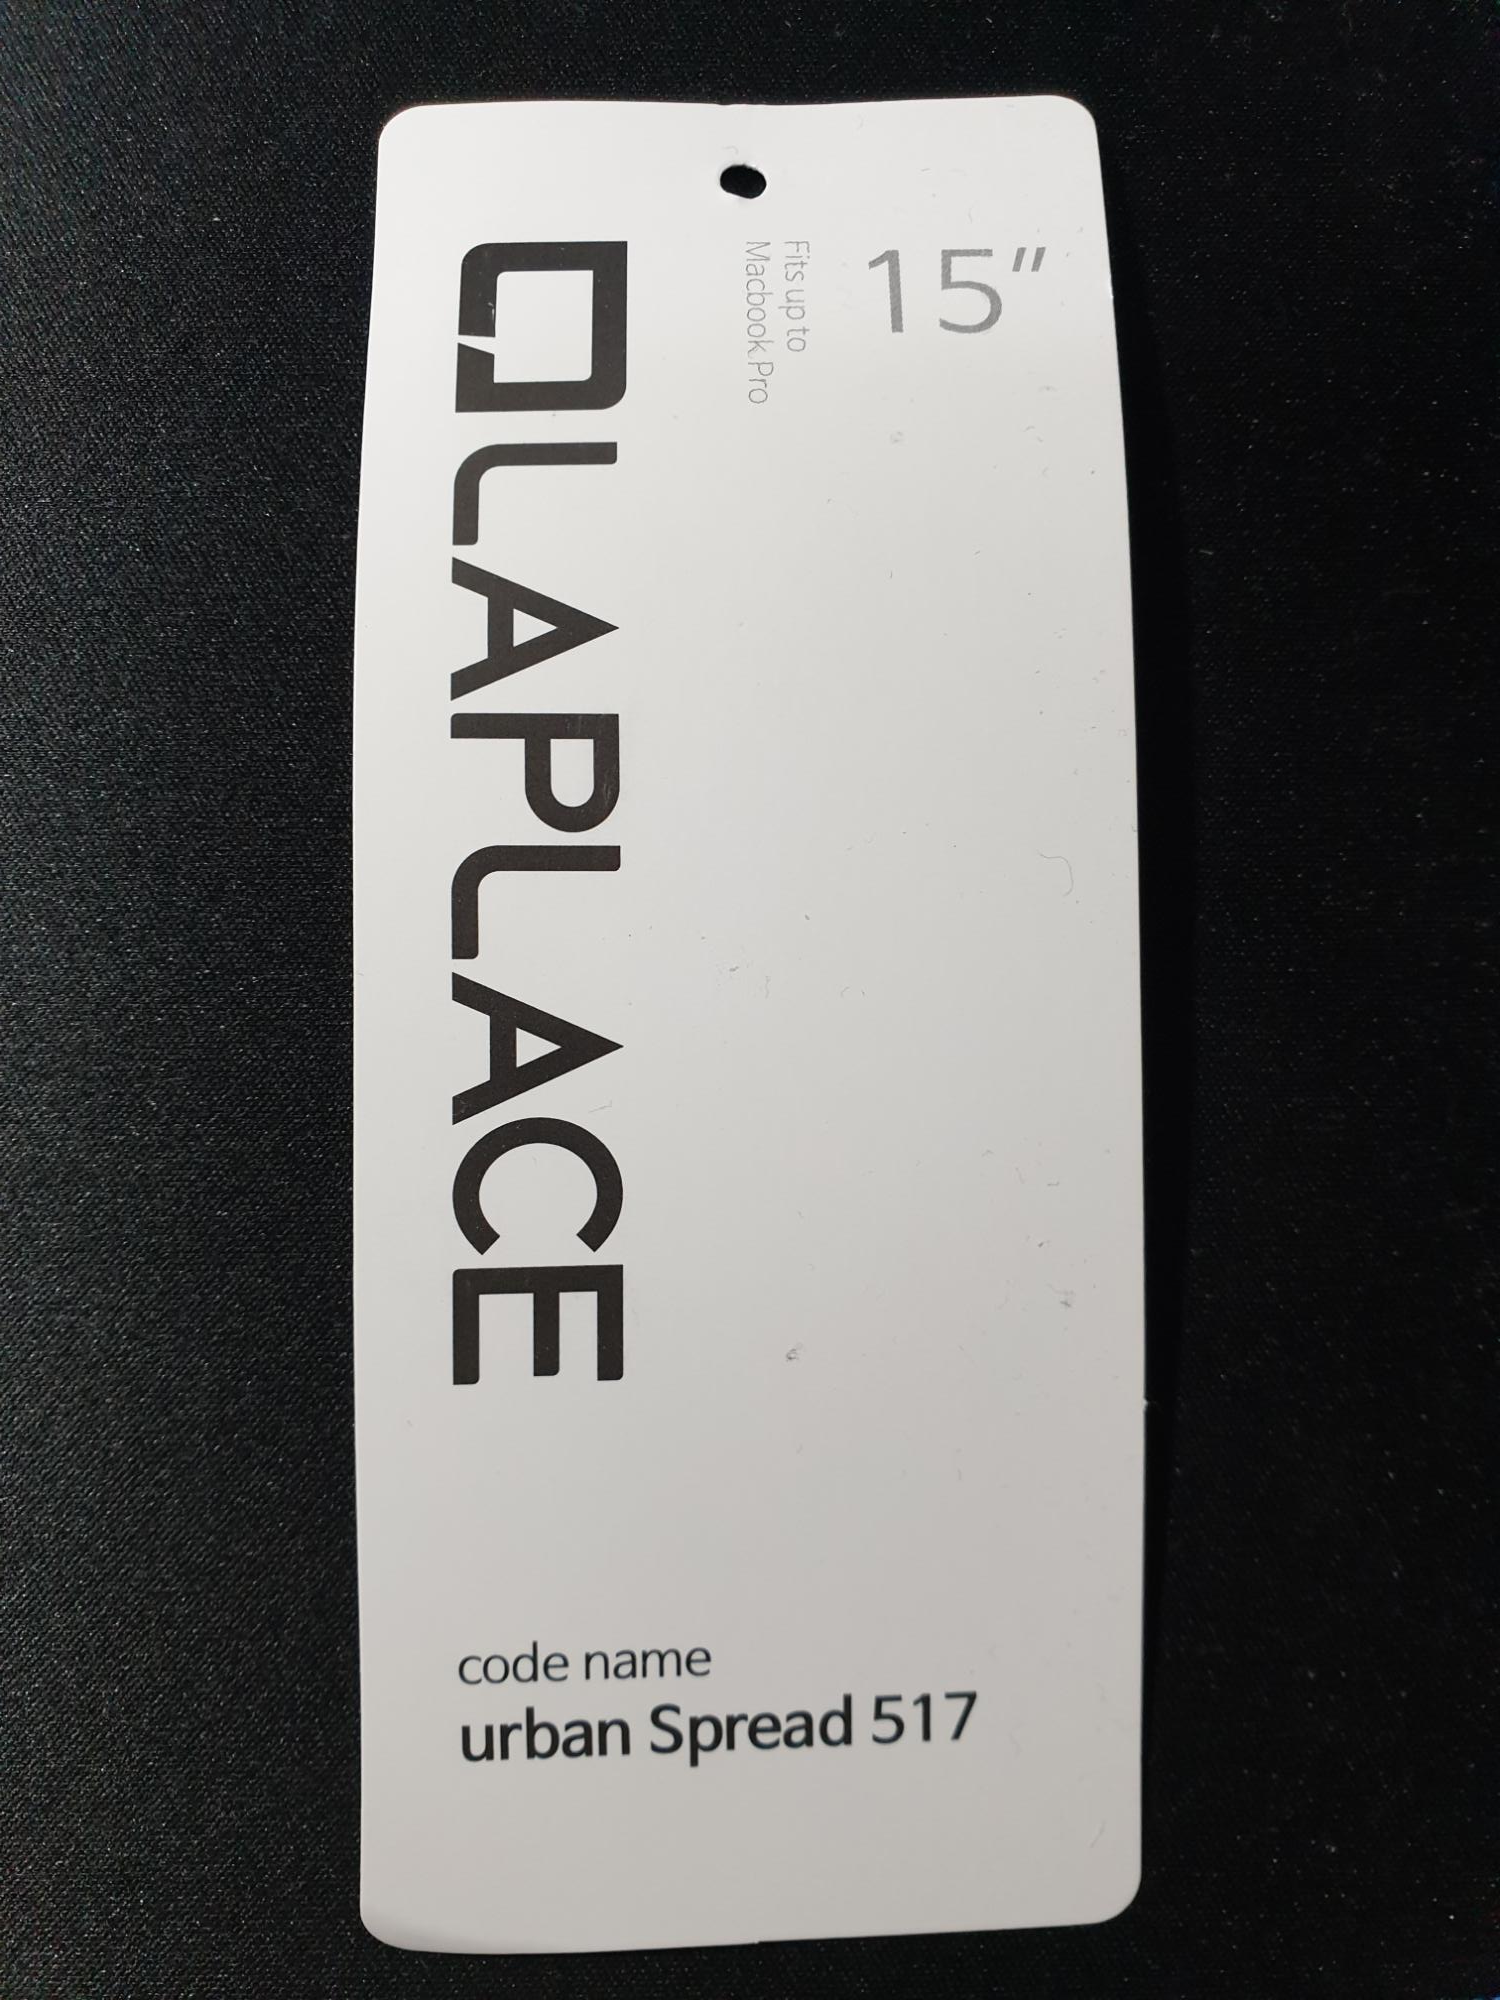 15"
Fits up to
Macbook Pro
LAPLACE
code name
urban Spread 517